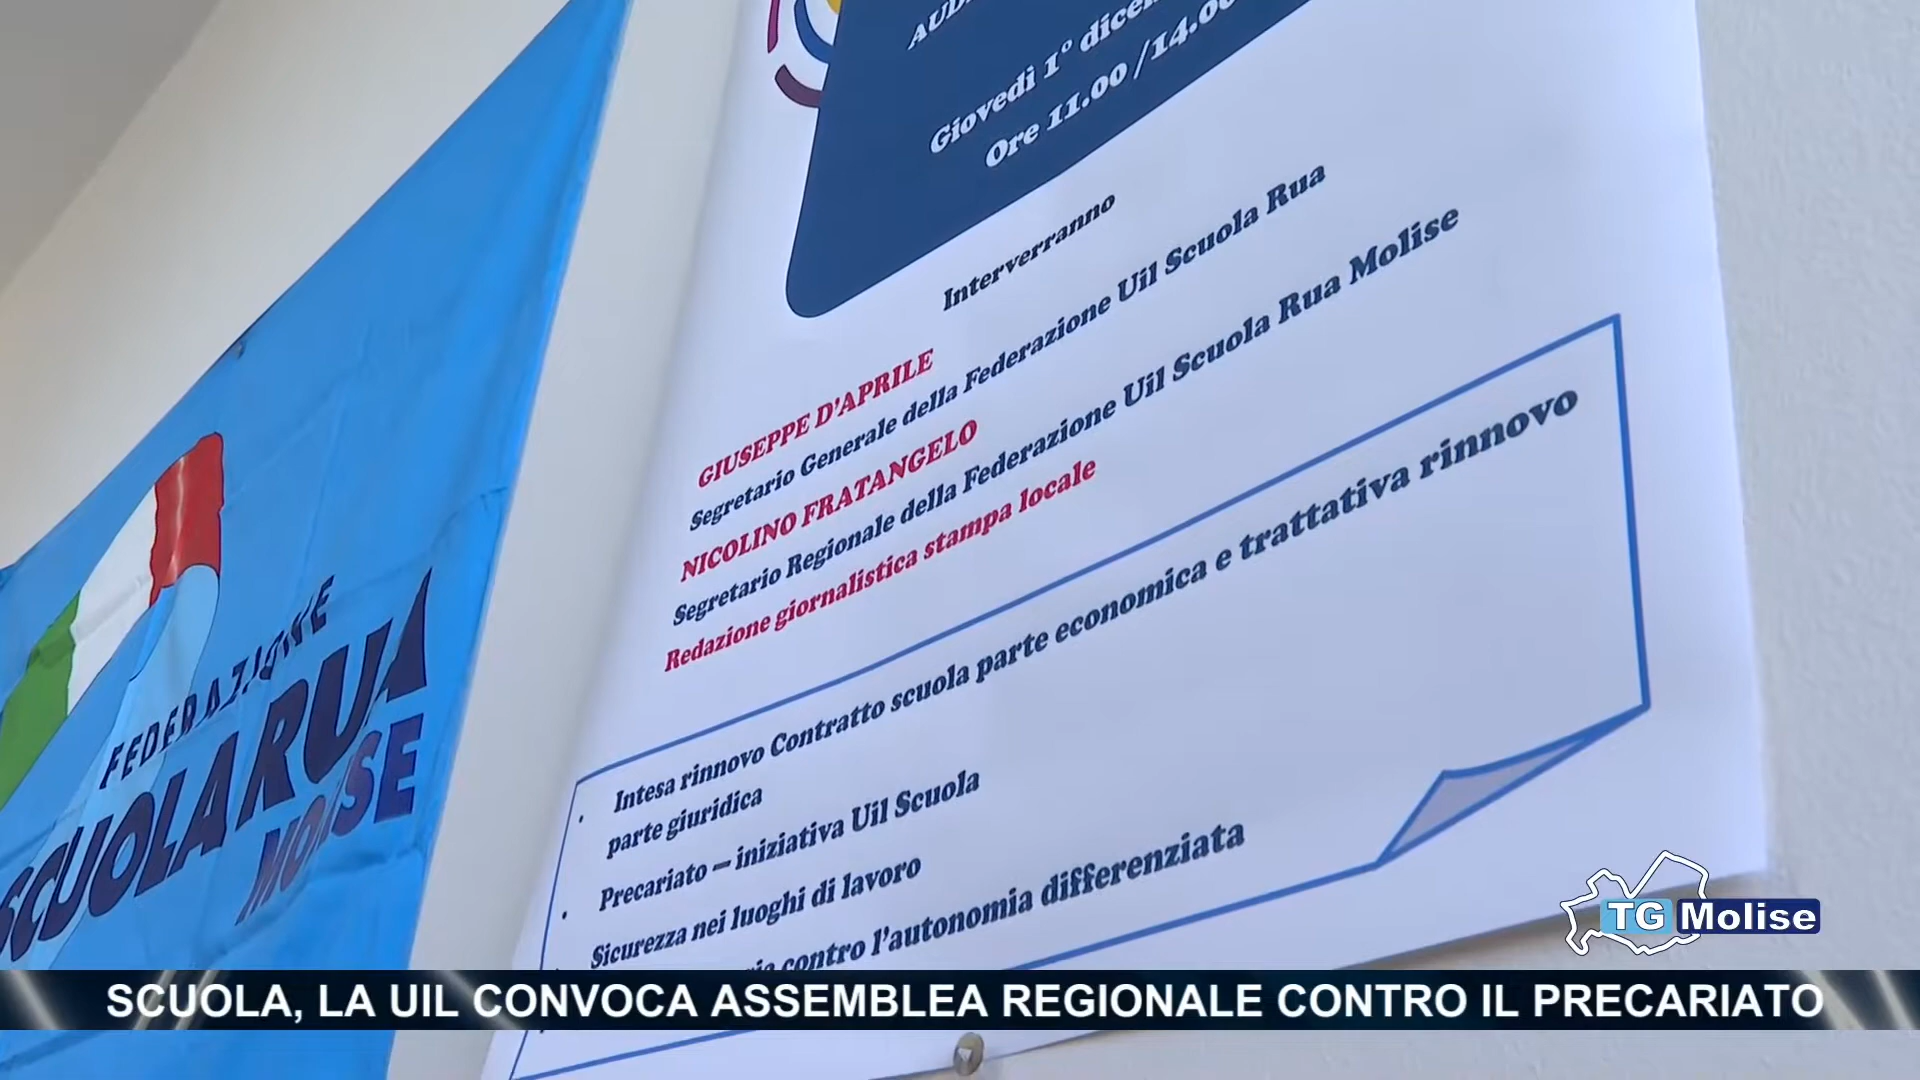 Giovedì 1° dicem
Ore 11.00 /14.00
Interverranno
GIUSEPPE D'APRILE
Segretario Generale della Federazione Uil Scuola Rua
NICOLINO FRATANGELO
Segretario Regionale della Federazione Uil Scuola Rua Molise
Redazione giornalistica stampa locale
· Intesa rinnovo Contratto scuola parte economica e trattativa rinnovo
parte giuridica
· Precariato – iniziativa Uil Scuola
Sicurezza nei luoghi di lavoro
contro l'autonomia differenziata
FEDERAZIONE
SCUOLA RUA
MOLISE
TG Molise
SCUOLA, LA UIL CONVOCA ASSEMBLEA REGIONALE CONTRO IL PRECARIATO